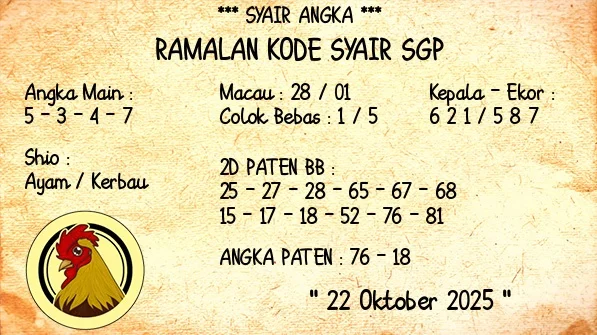 *** SYAIR ANGKA ***
RAMALAN KODE SYAIR SGP
Angka Main :
5 - 3 - 4 - 7
Macau : 28 / 01
Colok Bebas : 1 / 5
Kepala - Ekor :
6 2 1 / 5 8 7
Shio :
Ayam / Kerbau
2D PATEN BB :
25 - 27 - 28 - 65 - 67 - 68
15 - 17 - 18 - 52 - 76 - 81
ANGKA PATEN : 76 - 18
" 22 Oktober 2025 "